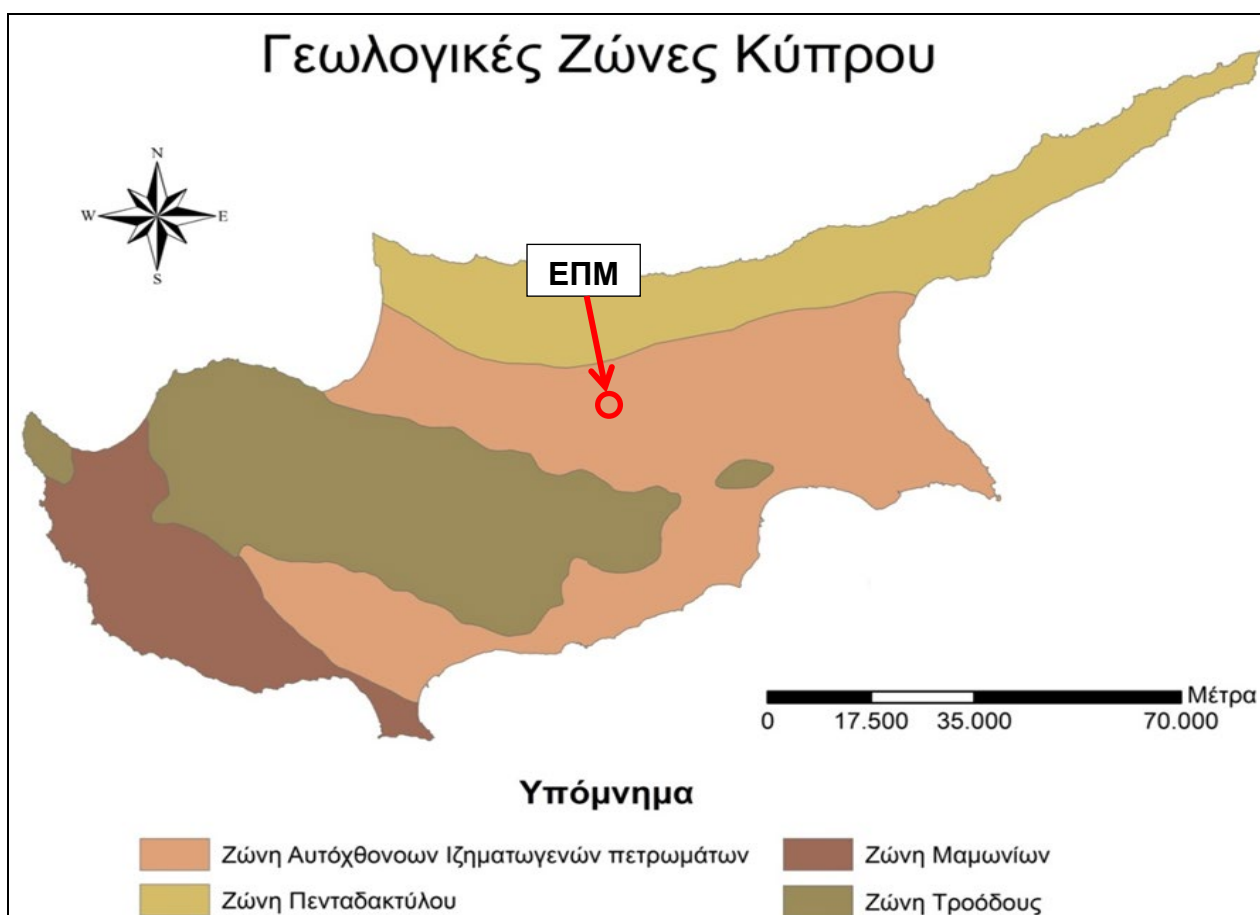 Γεωλογικές Ζώνες Κύπρου
N
W E
S
ΕΠΜ
Μέτρα
0 17.500 35.000 70.000
Υπόμνημα
Ζώνη Αυτόχθονοων Ιζηματωγενών πετρωμάτων
Ζώνη Μαμωνίων
Ζώνη Πενταδακτύλου
Ζώνη Τροόδους